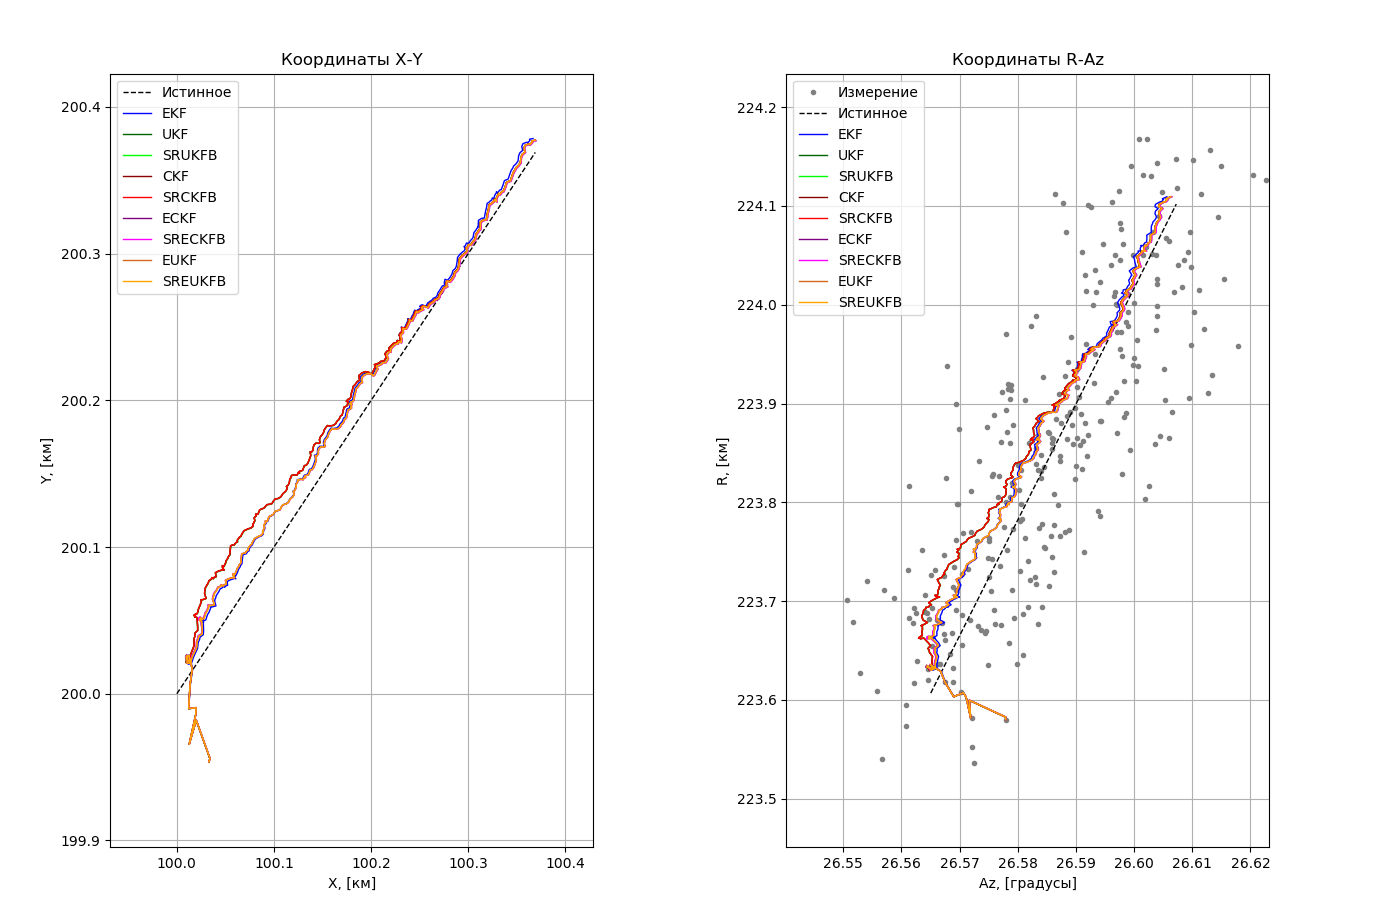 Координаты X-Y
Истинное
EKF
UKF
SRUKFB
CKF
SRCKFB
ECKF
SRECKFB
EUKF
SREUKFB
200.4
200.3
200.2
200.1
200.0
199.9
Y, [км]
100.0 100.1 100.2 100.3 100.4
X, [км]
Координаты R-Az
Измерение
Истинное
EKF
UKF
SRUKFB
CKF
SRCKFB
ECKF
SRECKFB
EUKF
SREUKFB
224.2
224.1
224.0
223.9
223.8
223.7
223.6
223.5
R, [км]
26.55 26.56 26.57 26.58 26.59 26.60 26.61 26.62
Az, [градусы]